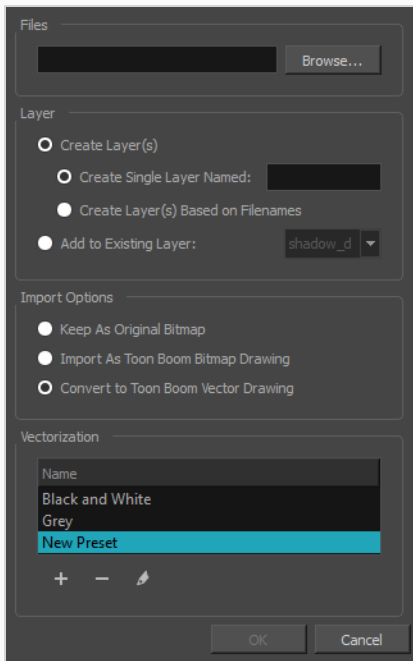 Files
Browse...
Layer
Create Layer(s)
Create Single Layer Named:
Create Layer(s) Based on Filenames
Add to Existing Layer: shadow_d
Import Options
Keep As Original Bitmap
Import As Toon Boom Bitmap Drawing
Convert to Toon Boom Vector Drawing
Vectorization
Name
Black and White
Grey
New Preset
OK Cancel